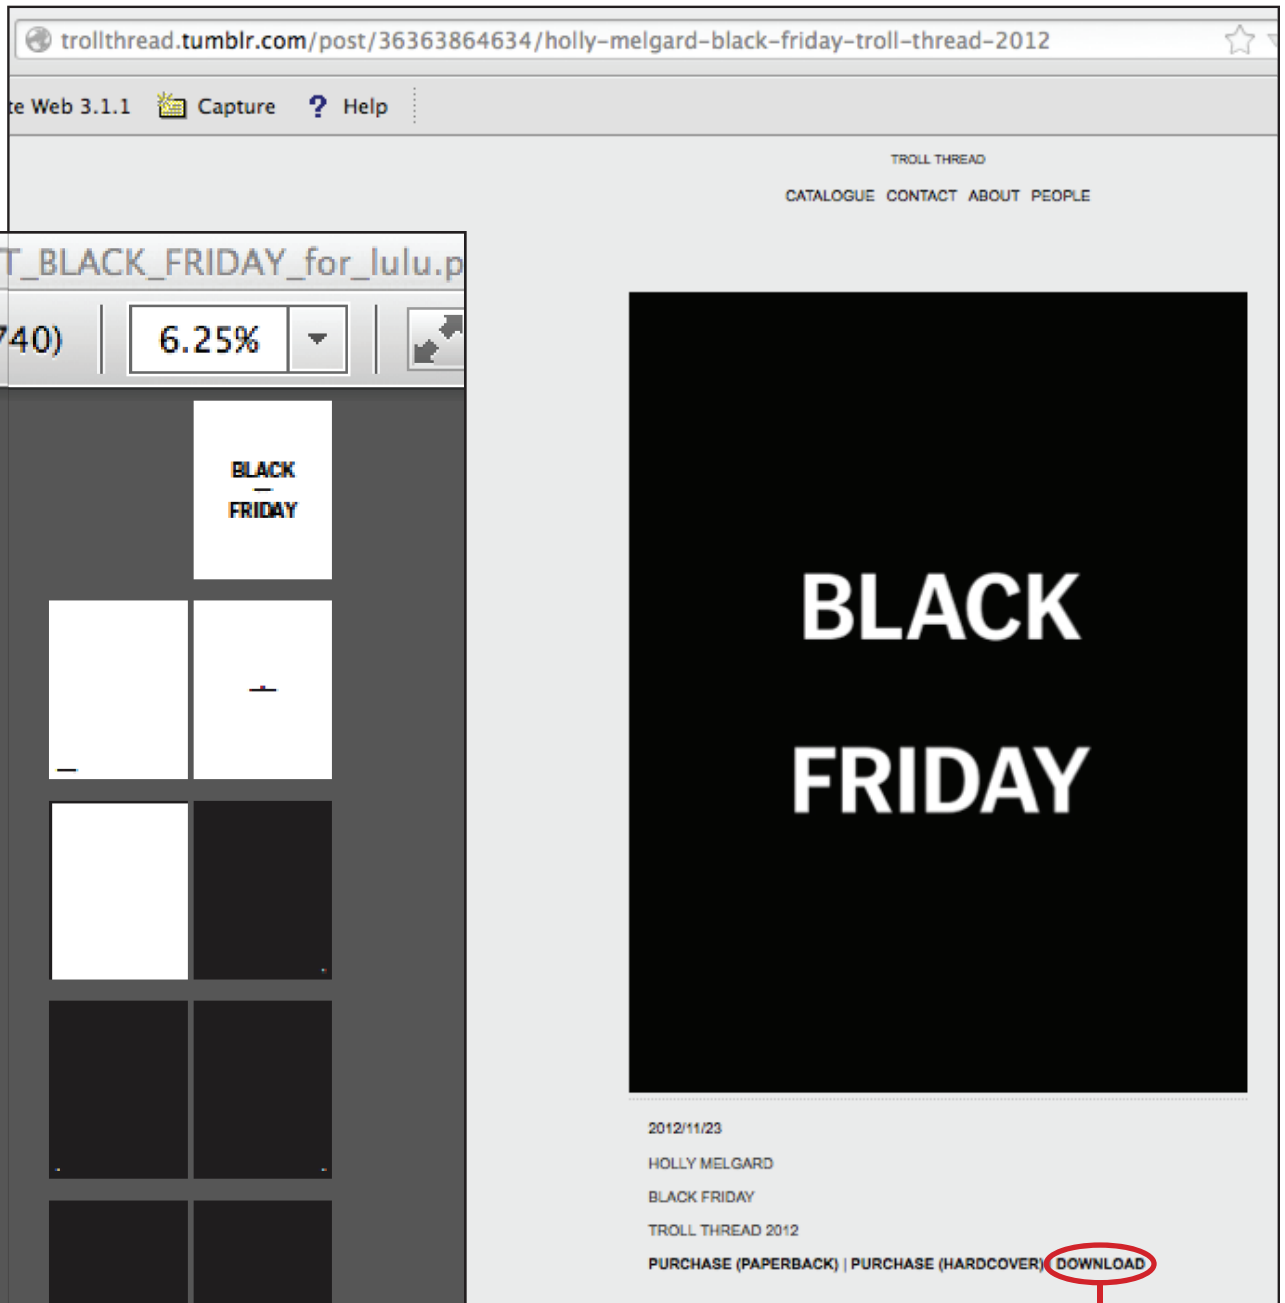 trollthread.tumblr.com/post/36363864634/holly-melgard-black-friday-troll-thread-2012
te Web 3.1.1 Capture ? Help
TROLL THREAD
CATALOGUE CONTACT ABOUT PEOPLE
T_BLACK_FRIDAY_for_lulu.p
740) 6.25%
BLACK
—
FRIDAY
BLACK
FRIDAY
2012/11/23
HOLLY MELGARD
BLACK FRIDAY
TROLL THREAD 2012
PURCHASE (PAPERBACK) | PURCHASE (HARDCOVER) DOWNLOAD